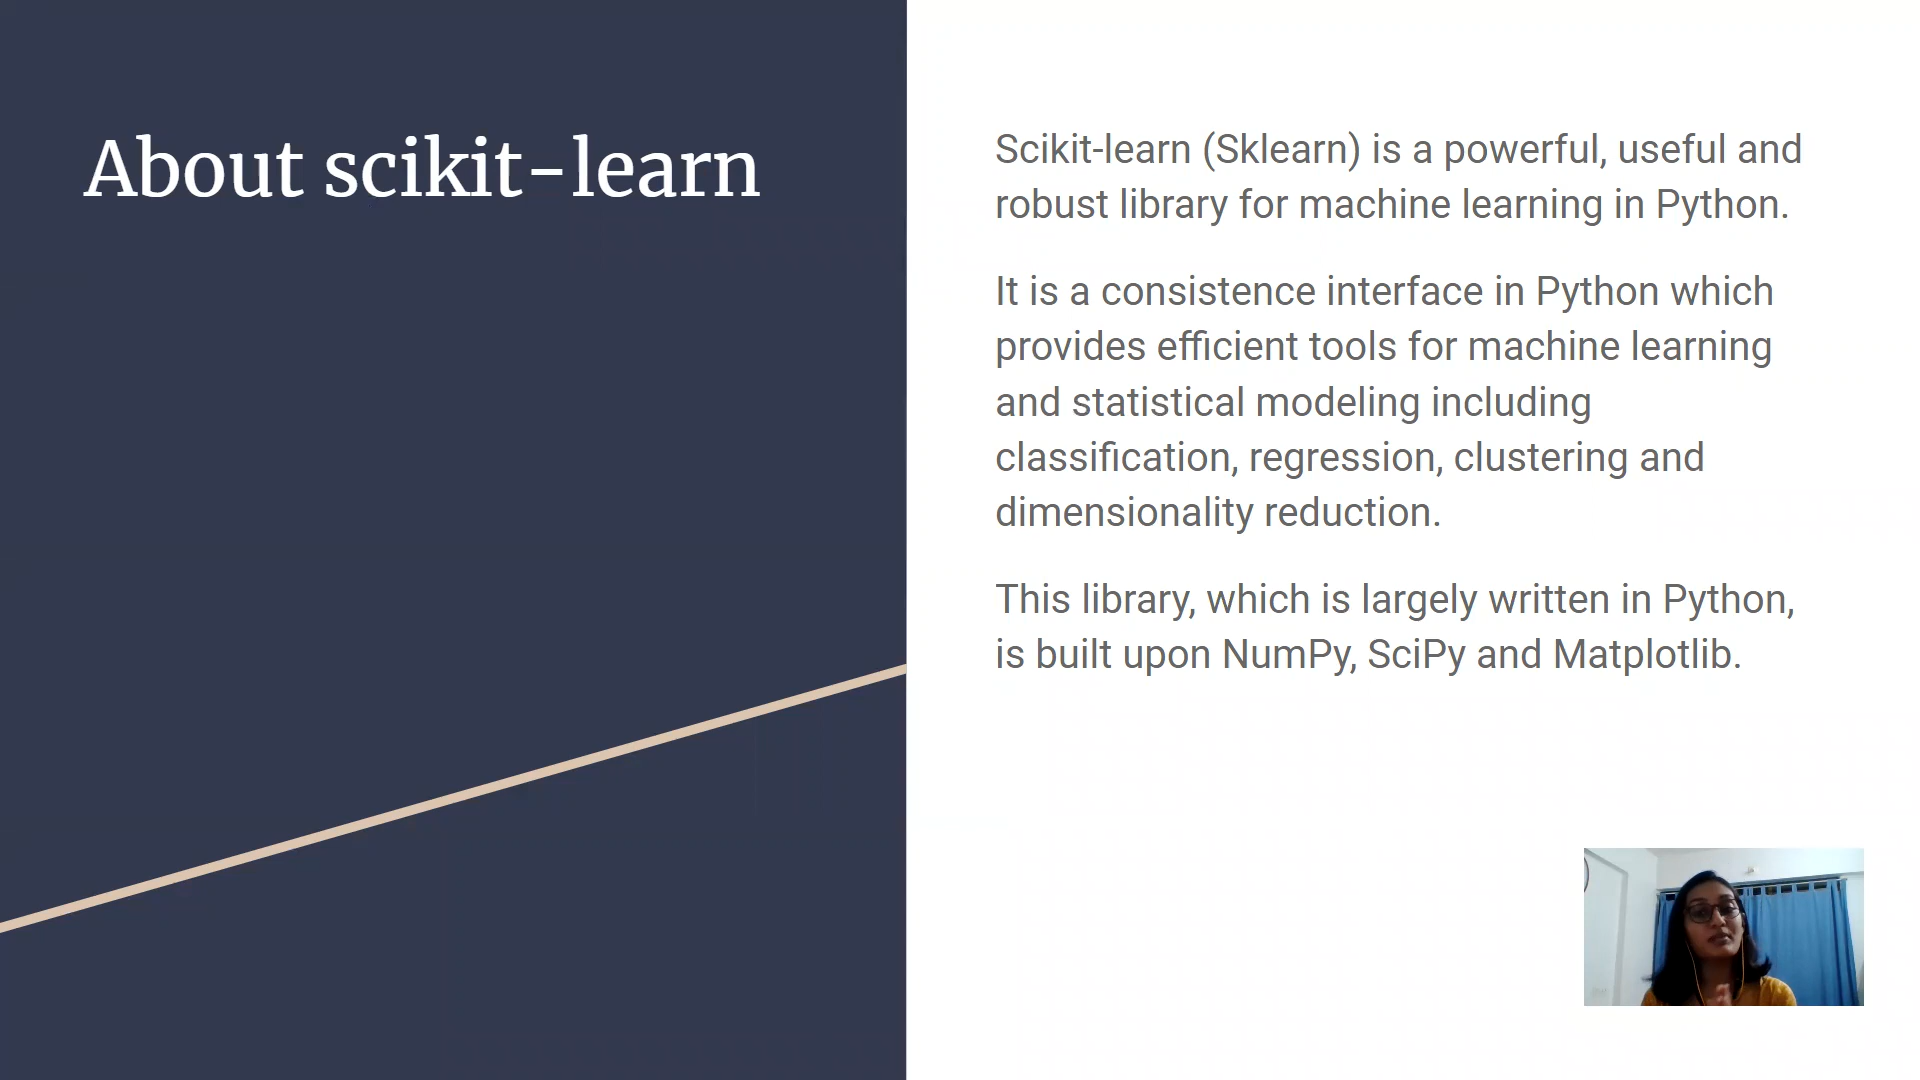 About scikit-learn
Scikit-learn (Sklearn) is a powerful, useful and
robust library for machine learning in Python.
It is a consistence interface in Python which
provides efficient tools for machine learning
and statistical modeling including
classification, regression, clustering and
dimensionality reduction.
This library, which is largely written in Python,
is built upon NumPy, SciPy and Matplotlib.